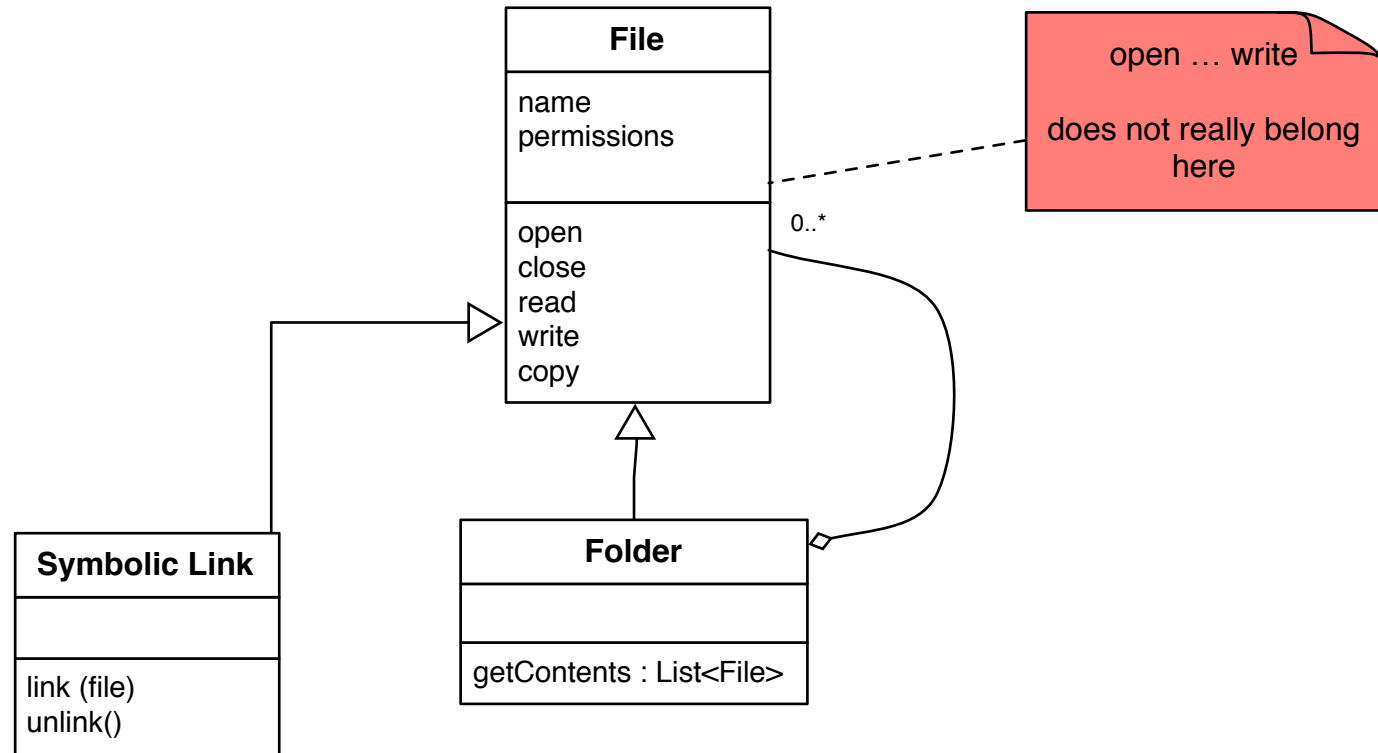 File
name
permissions
open
close
read
write
copy
open … write
does not really belong
here
0..*
Symbolic Link
link (file)
unlink()
Folder
getContents : List<File>